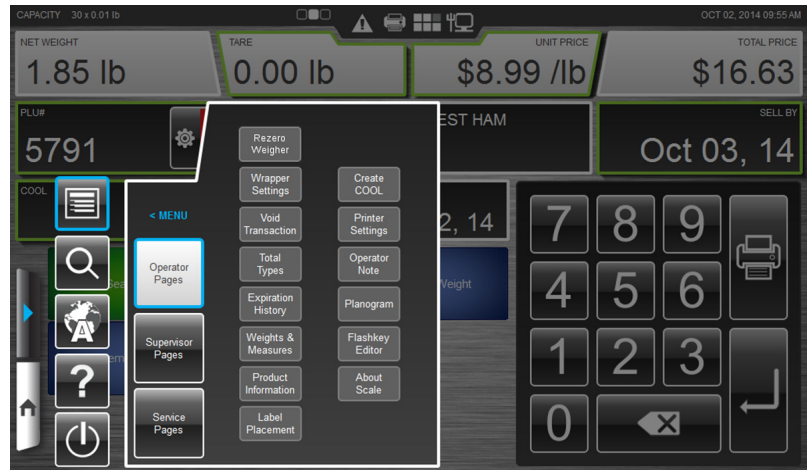 CAPACITY 30 x 0.01 lb
OCT 02, 2014 09:55 AM
NET WEIGHT
1.85 lb
TARE
0.00 lb
UNIT PRICE
$8.99 /lb
TOTAL PRICE
$16.63
PLU#
5791
EST HAM
SELL BY
Oct 03, 14
COOL
2, 14
< MENU
Operator
Pages
Supervisor
Pages
Service
Pages
Rezero
Weigher
Wrapper
Settings
Create
COOL
Void
Transaction
Printer
Settings
Total
Types
Operator
Note
Expiration
History
Planogram
Weights &
Measures
Flashkey
Editor
Product
Information
About
Scale
Label
Placement
Sea
Weight
em
A
?
7 8 9
4 5 6
1 2 3
0